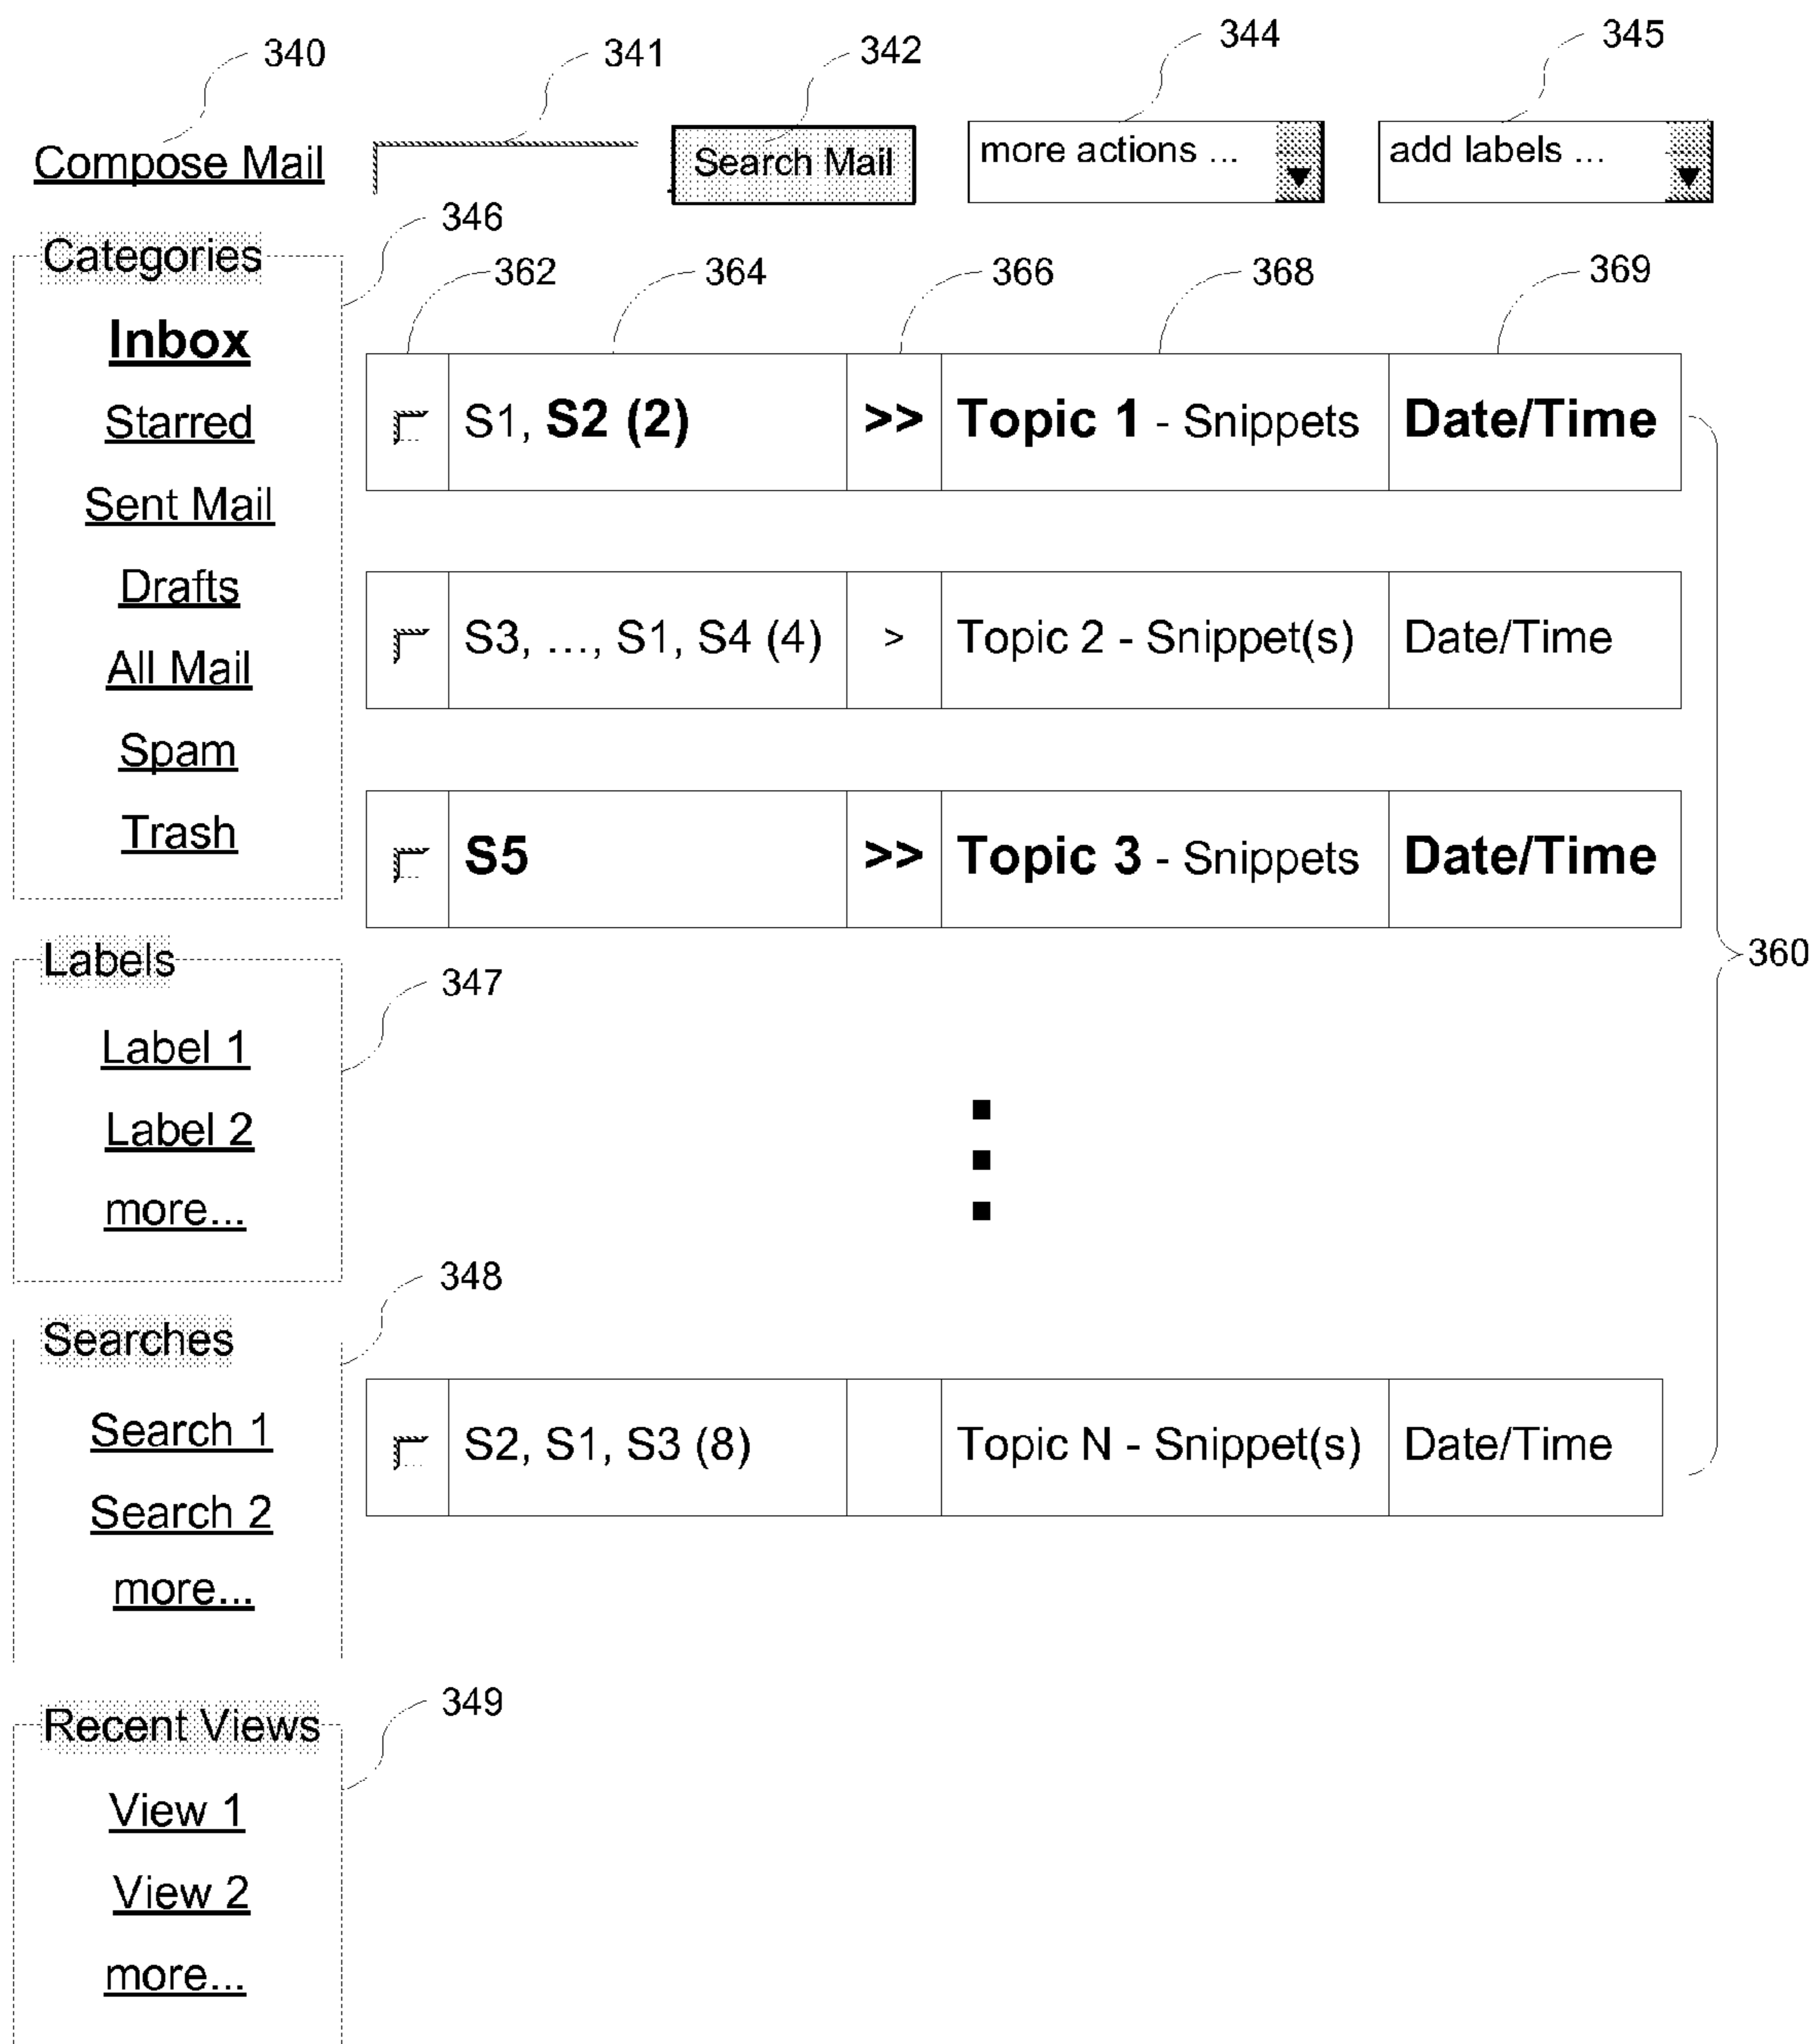 340 341 342 344 345
Compose Mail Search Mail more actions ... add labels ...
346
Categories
Inbox
Starred
Sent Mail
Drafts
All Mail
Spam
Trash
362 364 366 368 369
S1, S2 (2) >> Topic 1 - Snippets Date/Time
S3, ..., S1, S4 (4) > Topic 2 - Snippet(s) Date/Time
S5 >> Topic 3 - Snippets Date/Time
360
Labels
347
Label 1
Label 2
more...
348
Searches
Search 1
Search 2
more...
S2, S1, S3 (8) Topic N - Snippet(s) Date/Time
349
Recent Views
View 1
View 2
more...